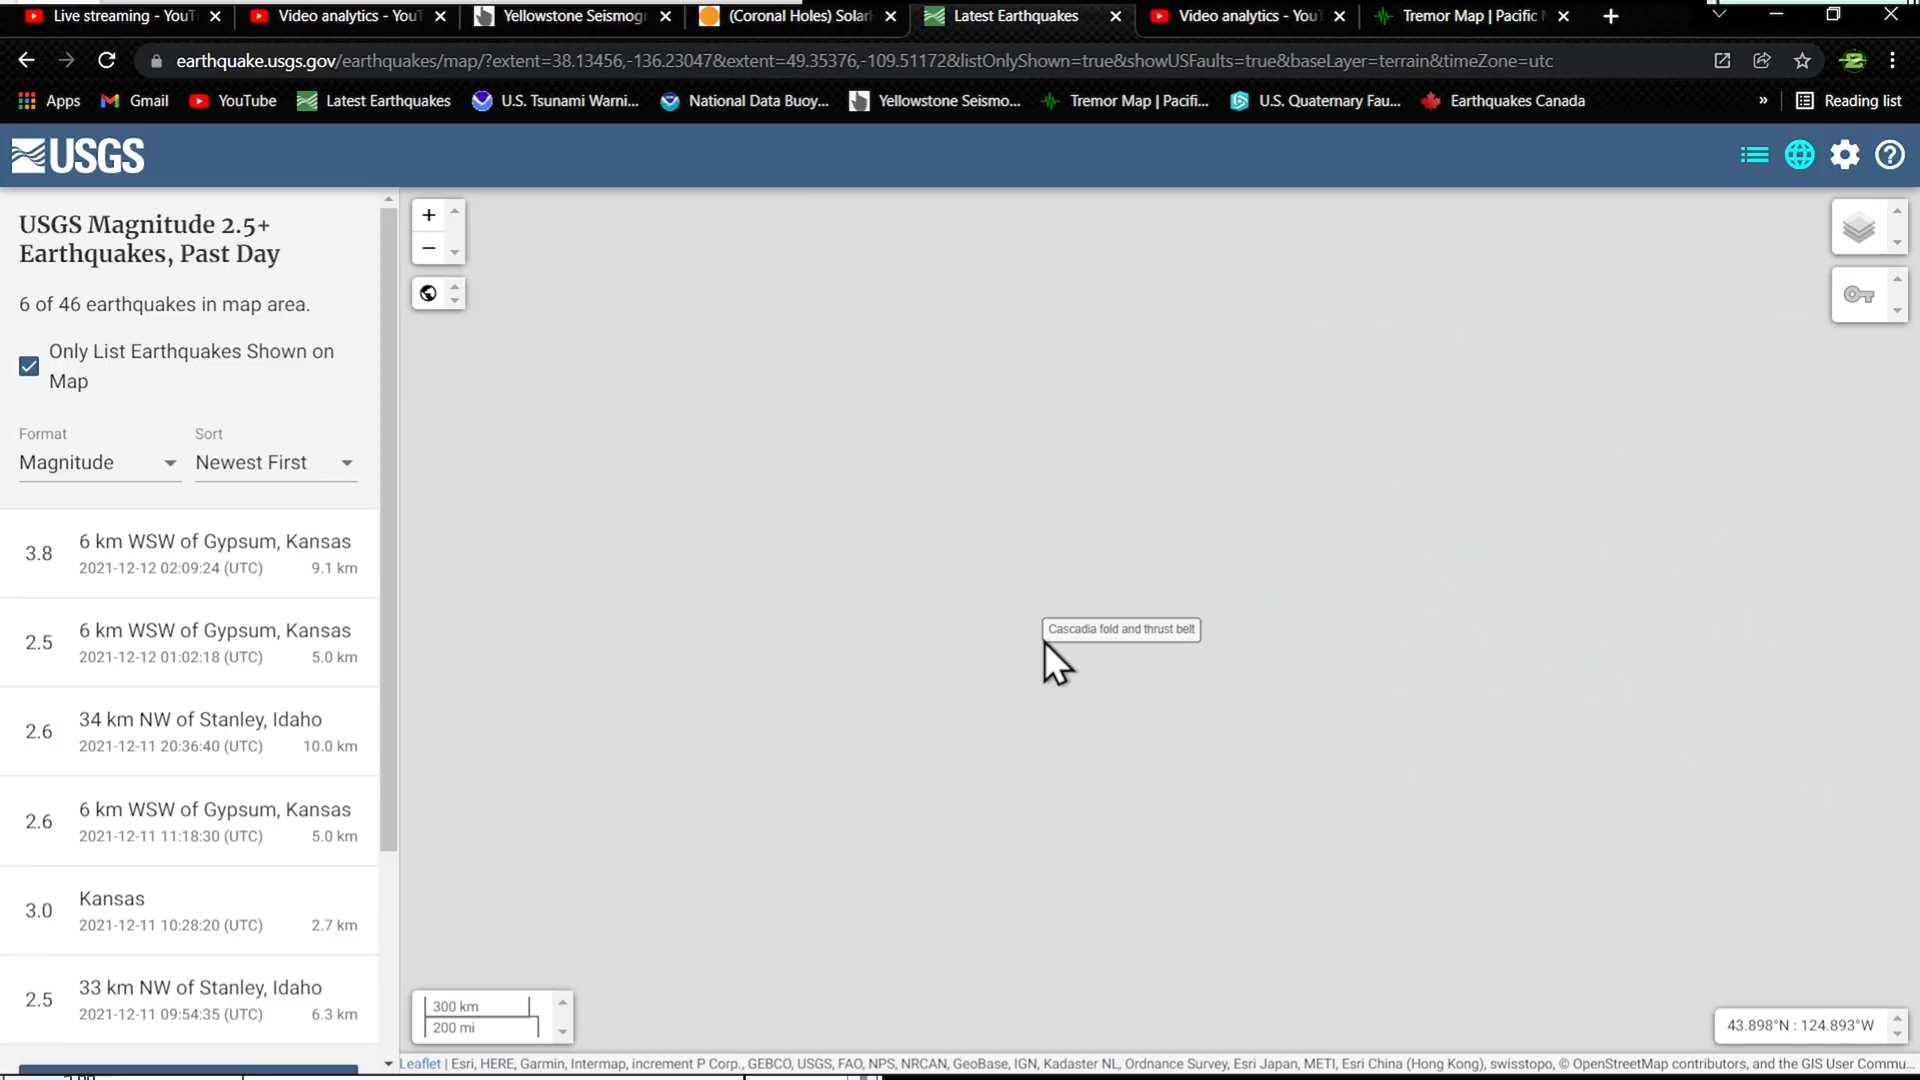 Live streaming - YouT
Video analytics - YouT
Yellowstone Seismogr
(Coronal Holes) Solar
Latest Earthquakes
Video analytics - YouT
Tremor Map | Pacific
earthquake.usgs.gov/earthquakes/map/?extent=38.13456,-136.23047&extent=49.35376,-109.51172&listOnlyShown=true&showUSFaults=true&baseLayer=terrain&timeZone=utc
Apps
Gmail
YouTube
Latest Earthquakes
U.S. Tsunami Warni...
National Data Buoy...
Yellowstone Seismo...
Tremor Map | Pacifi...
U.S. Quaternary Fau...
Earthquakes Canada
»
Reading list
USGS
USGS Magnitude 2.5+
Earthquakes, Past Day
6 of 46 earthquakes in map area.
Only List Earthquakes Shown on
Map
Format
Sort
Magnitude
Newest First
3.8
6 km WSW of Gypsum, Kansas
2021-12-12 02:09:24 (UTC)
9.1 km
2.5
6 km WSW of Gypsum, Kansas
2021-12-12 01:02:18 (UTC)
5.0 km
2.6
34 km NW of Stanley, Idaho
2021-12-11 20:36:40 (UTC)
10.0 km
2.6
6 km WSW of Gypsum, Kansas
2021-12-11 11:18:30 (UTC)
5.0 km
3.0
Kansas
2021-12-11 10:28:20 (UTC)
2.7 km
2.5
33 km NW of Stanley, Idaho
2021-12-11 09:54:35 (UTC)
6.3 km
+
−
Cascadia fold and thrust belt
300 km
200 mi
43.898°N : 124.893°W
Leaflet | Esri, HERE, Garmin, Intermap, increment P Corp., GEBCO, USGS, FAO, NPS, NRCAN, GeoBase, IGN, Kadaster NL, Ordnance Survey, Esri Japan, METI, Esri China (Hong Kong), swisstopo, © OpenStreetMap contributors, and the GIS User Commu...